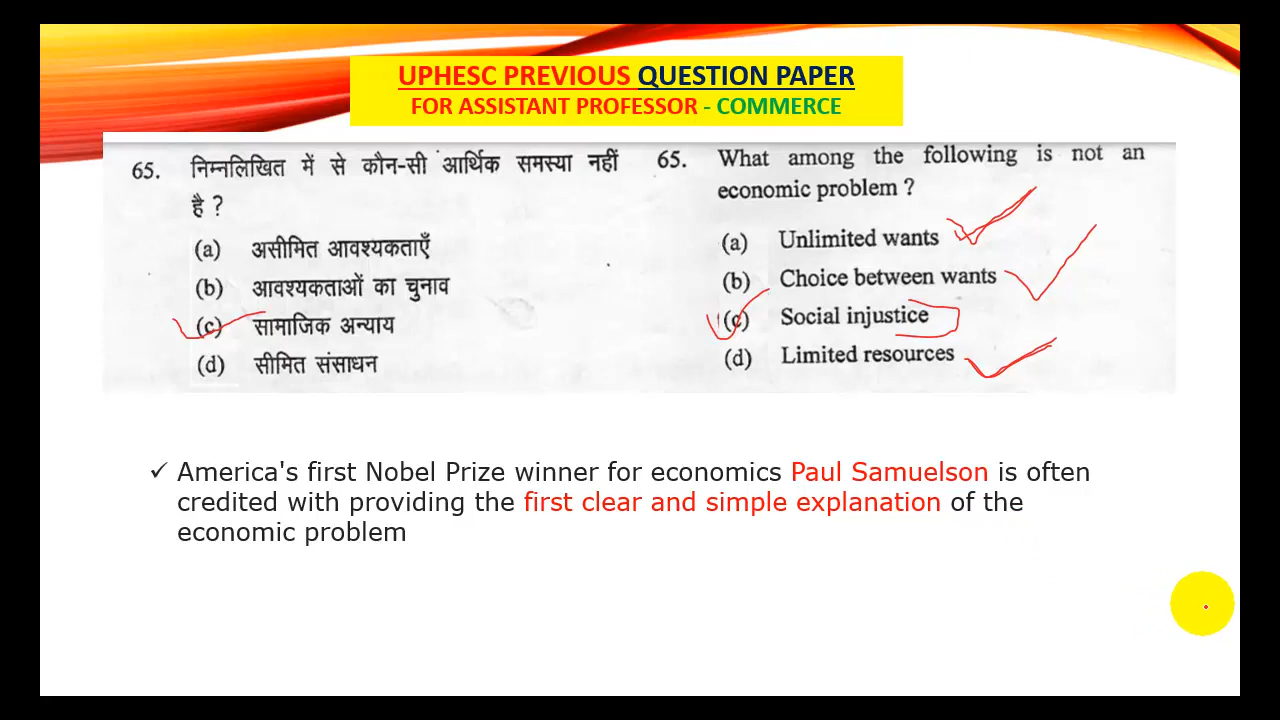 UPHESC PREVIOUS QUESTION PAPER
FOR ASSISTANT PROFESSOR - COMMERCE
65. निम्नलिखित में से कौन-सी आर्थिक समस्या नहीं
है ?
(a) असीमित आवश्यकताएँ
(b) आवश्यकताओं का चुनाव
(c) सामाजिक अन्याय
(d) सीमित संसाधन
65. What among the following is not an
economic problem ?
(a) Unlimited wants
(b) Choice between wants
(c) Social injustice
(d) Limited resources
✓ America's first Nobel Prize winner for economics Paul Samuelson is often
credited with providing the first clear and simple explanation of the
economic problem